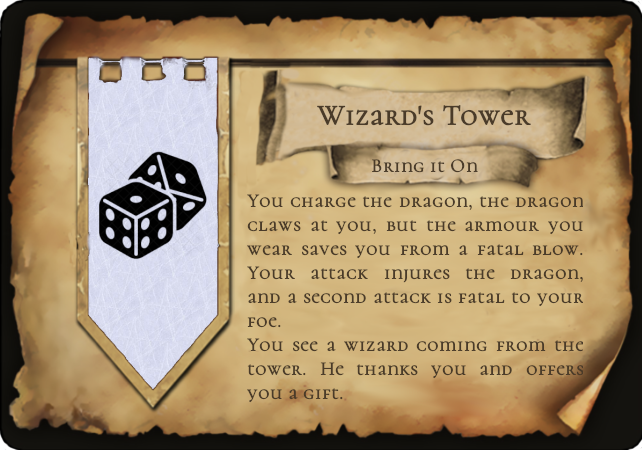 Wizard's Tower
Bring it On
You charge the dragon, the dragon
claws at you, but the armour you
wear saves you from a fatal blow.
Your attack injures the dragon,
and a second attack is fatal to your
foe.
You see a wizard coming from the
tower. He thanks you and offers
you a gift.